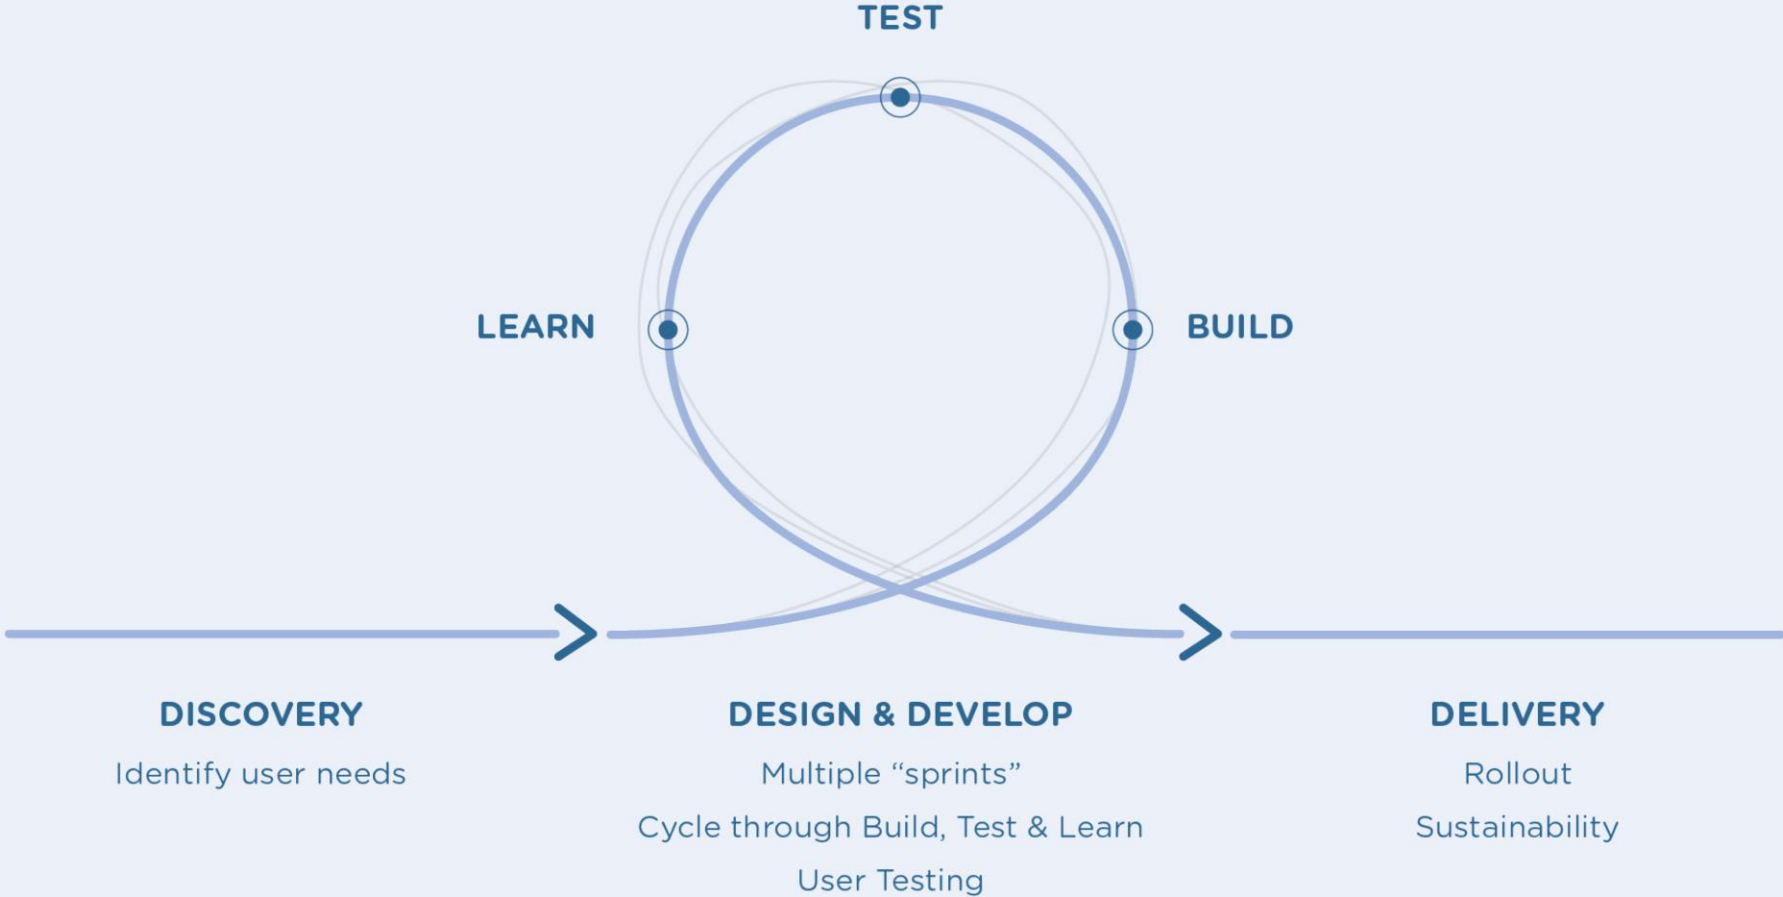 TEST
LEARN
BUILD
DISCOVERY
Identify user needs
DESIGN & DEVELOP
Multiple “sprints”
Cycle through Build, Test & Learn
User Testing
DELIVERY
Rollout
Sustainability